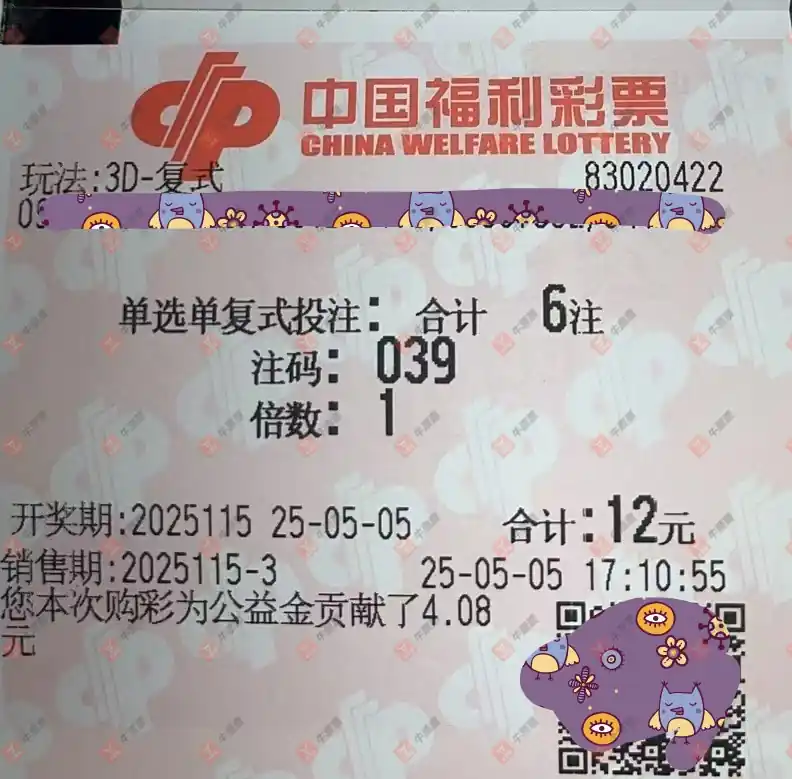 中国福利彩票
CHINA WELFARE LOTTERY
玩法:3D-复式 83020422
单选单复式投注: 合计 6注
注码: 039
倍数: 1
开奖期:2025115 25-05-05 合计:12元
销售期:2025115-3 25-05-05 17:10:55
您本次购彩为公益金贡献了4.08
元